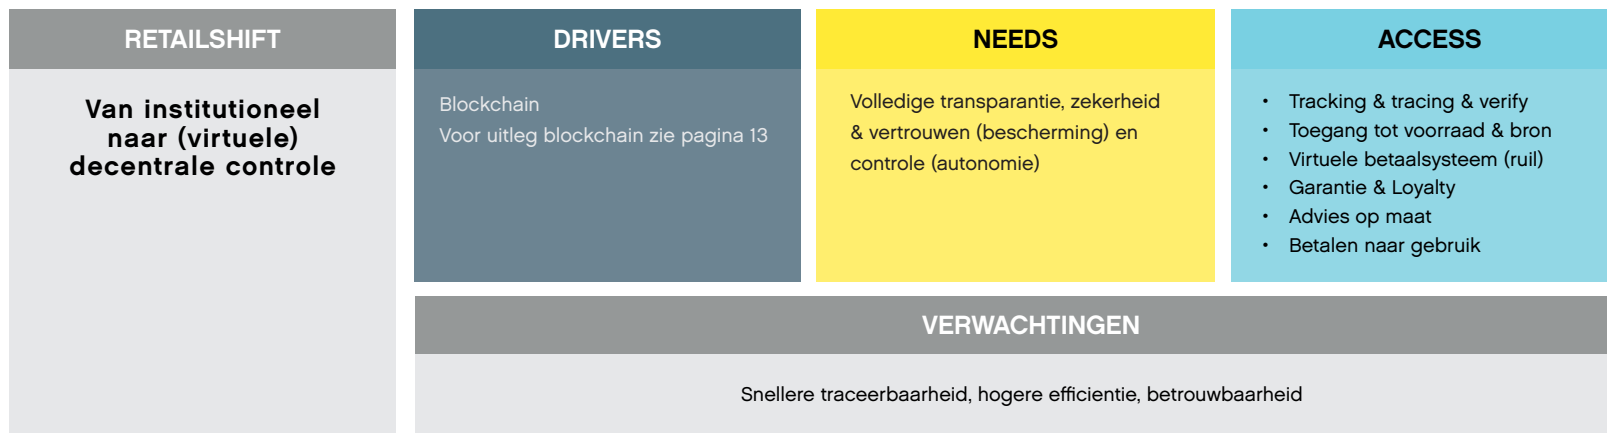 RETAILSHIFT
Van institutioneel
naar (virtuele)
decentrale controle
DRIVERS
Blockchain
Voor uitleg blockchain zie pagina 13
NEEDS
Volledige transparantie, zekerheid
& vertrouwen (bescherming) en
controle (autonomie)
ACCESS
• Tracking & tracing & verify
• Toegang tot voorraad & bron
• Virtuele betaalsysteem (ruil)
• Garantie & Loyalty
• Advies op maat
• Betalen naar gebruik
VERWACHTINGEN
Snellere traceerbaarheid, hogere efficientie, betrouwbaarheid